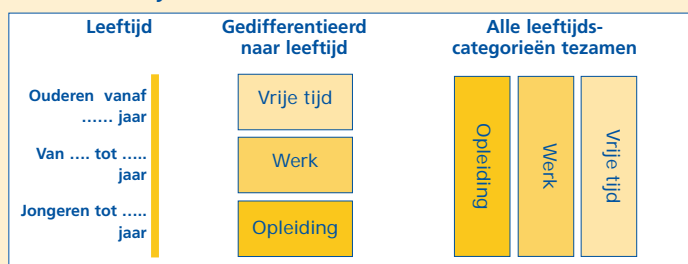 Leeftijd
Gedifferentieerd
naar leeftijd
Alle leeftijds-
categorieën tezamen
Ouderen vanaf
...... jaar
Van .... tot .....
jaar
Jongeren tot .....
jaar
Vrije tijd
Werk
Opleiding
Opleiding
Werk
Vrije tijd